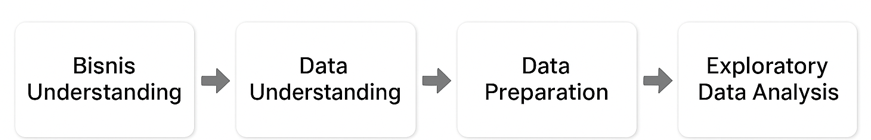 Bisnis
Understanding
Data
Understanding
Data
Preparation
Exploratory
Data Analysis